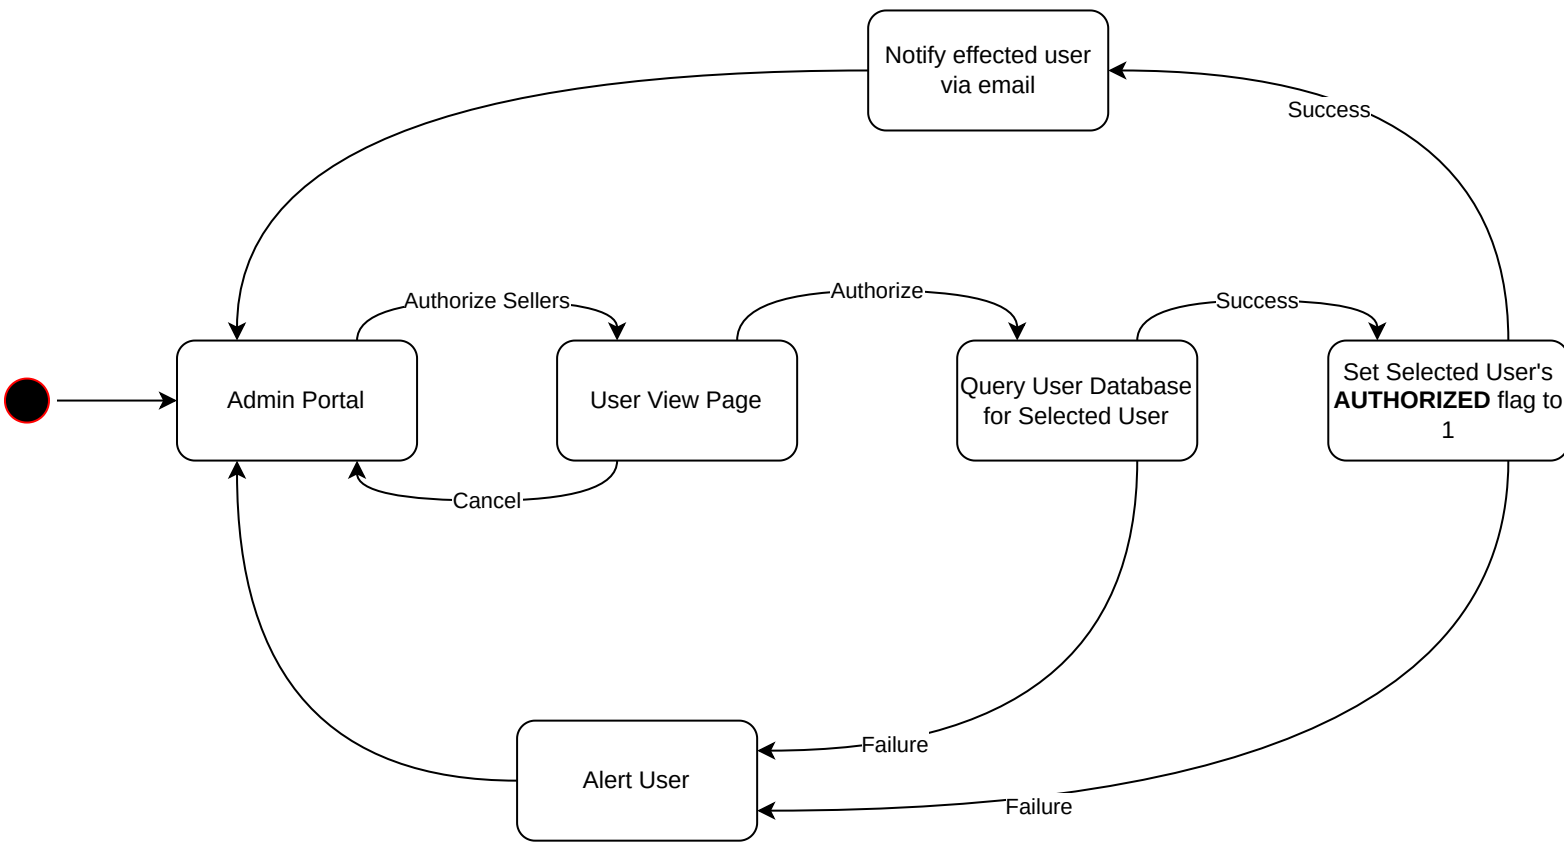 Notify effected user
via email
Success
Authorize Sellers
Authorize
Success
Admin Portal
User View Page
Query User Database
for Selected User
Set Selected User's
AUTHORIZED flag to
1
Cancel
Failure
Alert User
Failure